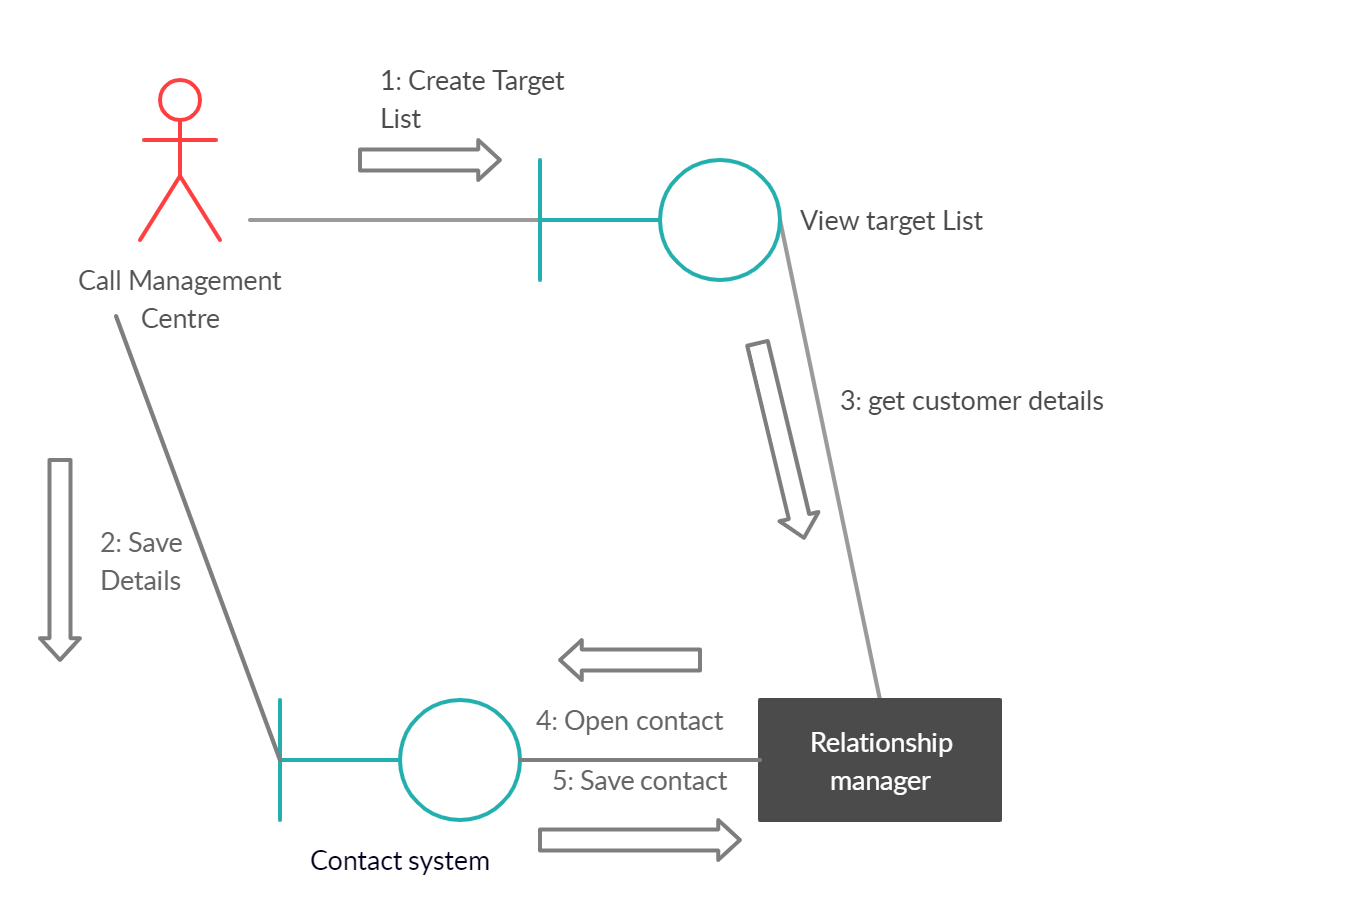 1: Create Target
List
View target List
Call Management
Centre
3: get customer details
2: Save
Details
4: Open contact
Relationship
manager
5: Save contact
Contact system